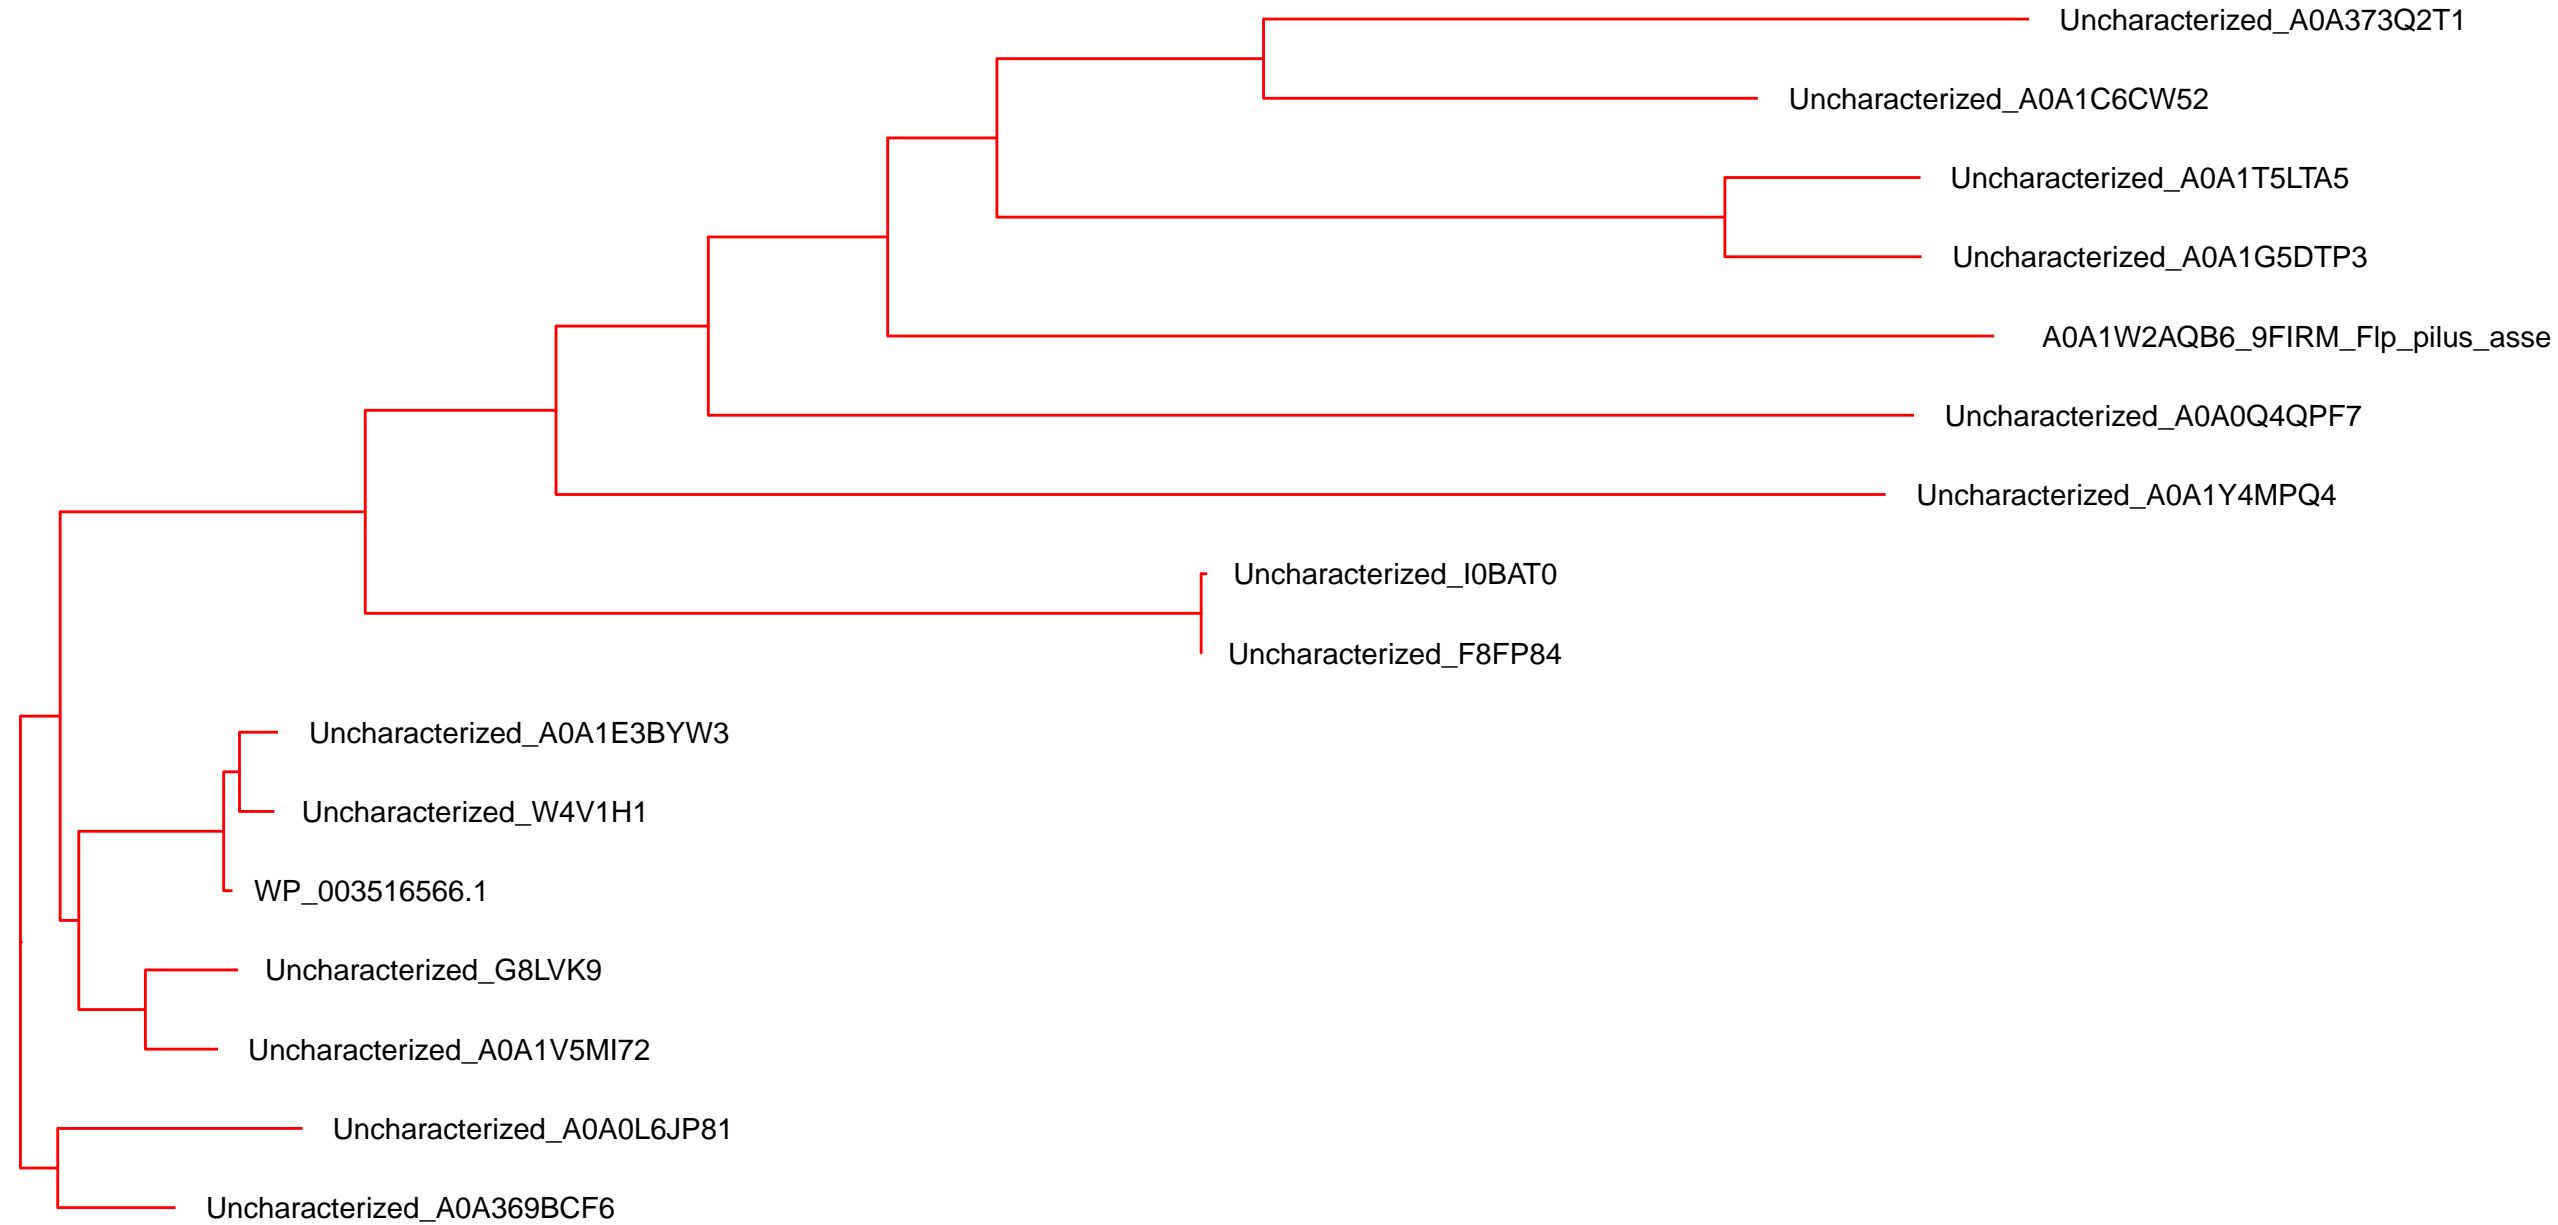 Uncharacterized_A0A373Q2T1
Uncharacterized_A0A1C6CW52
Uncharacterized_A0A1T5LTA5
Uncharacterized_A0A1G5DTP3
A0A1W2AQB6_9FIRM_Flp_pilus_asse
Uncharacterized_A0A0Q4QPF7
Uncharacterized_A0A1Y4MPQ4
Uncharacterized_I0BAT0
Uncharacterized_F8FP84
Uncharacterized_A0A1E3BYW3
Uncharacterized_W4V1H1
WP_003516566.1
Uncharacterized_G8LVK9
Uncharacterized_A0A1V5MI72
Uncharacterized_A0A0L6JP81
Uncharacterized_A0A369BCF6